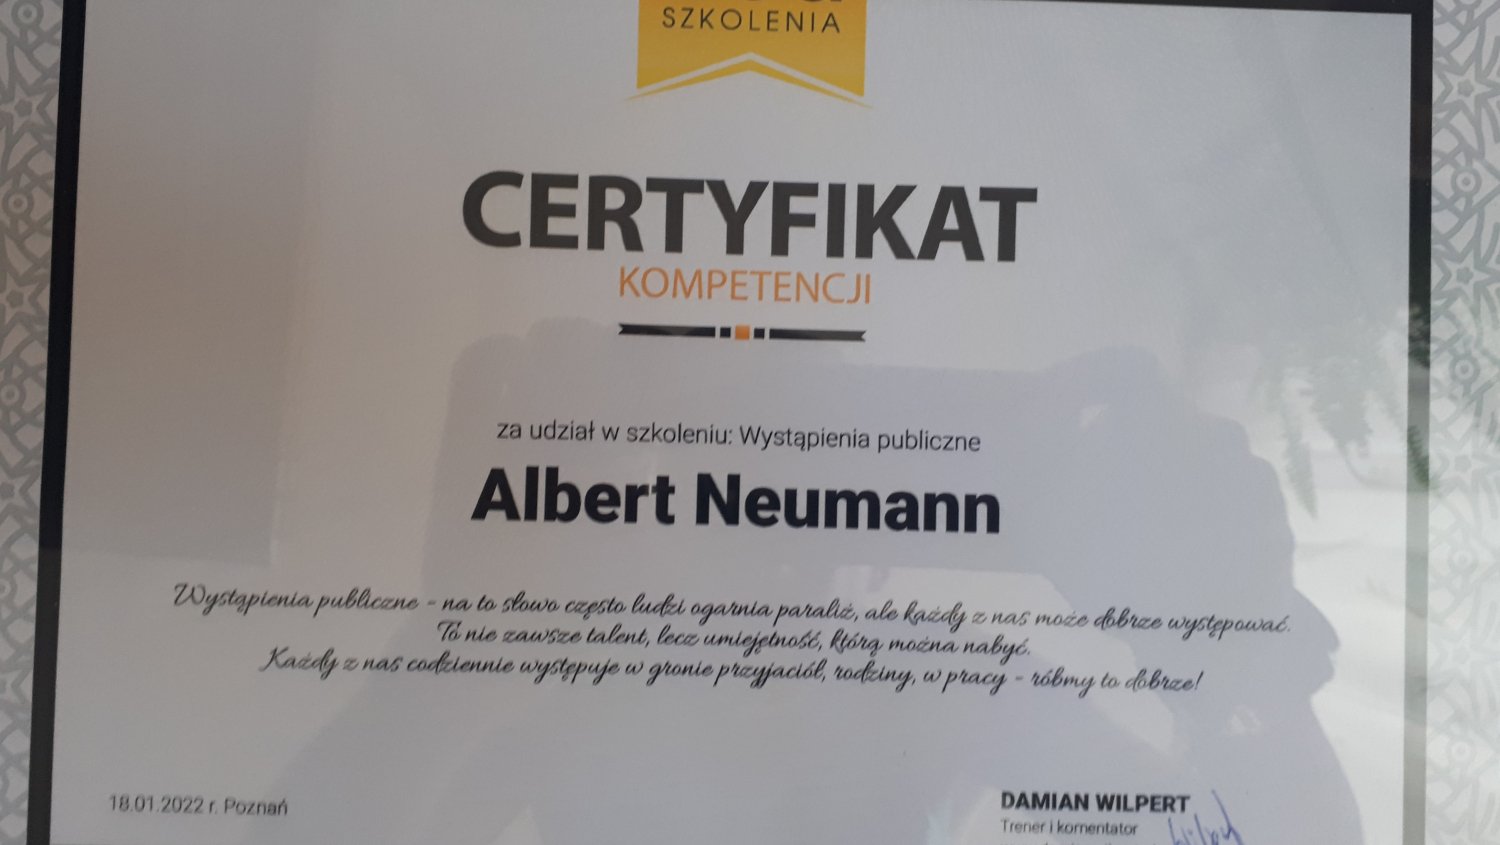 SZKOLENIA
CERTYFIKAT
KOMPETENCJI
za udział w szkoleniu: Wystąpienia publiczne
Albert Neumann
Wystąpienia publiczne - na to słowo często ludzi ogarnia paraliż, ale każdy z nas może dobrze występować.
To nie zawsze talent, lecz umiejętność, którą można nabyć.
Każdy z nas codziennie występuje w gronie przyjaciół, rodziny, w pracy - róbmy to dobrze!
18.01.2022 r. Poznań
DAMIAN WILPERT
Trener i komentator